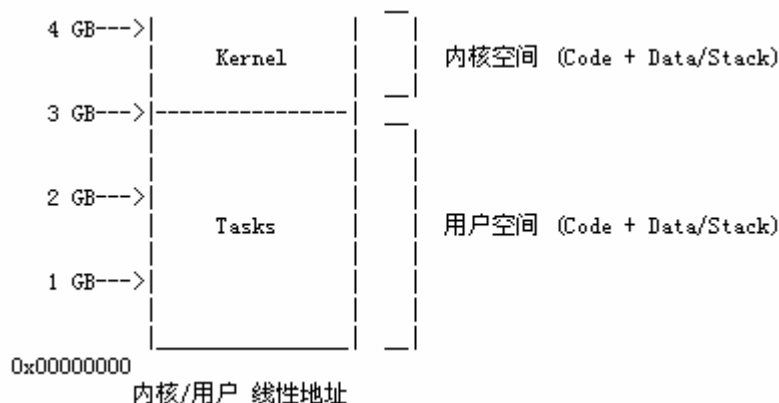 4 GB--->
Kernel
内核空间 (Code + Data/Stack)
3 GB--->
2 GB--->
Tasks
用户空间 (Code + Data/Stack)
1 GB--->
0x00000000
内核/用户 线性地址